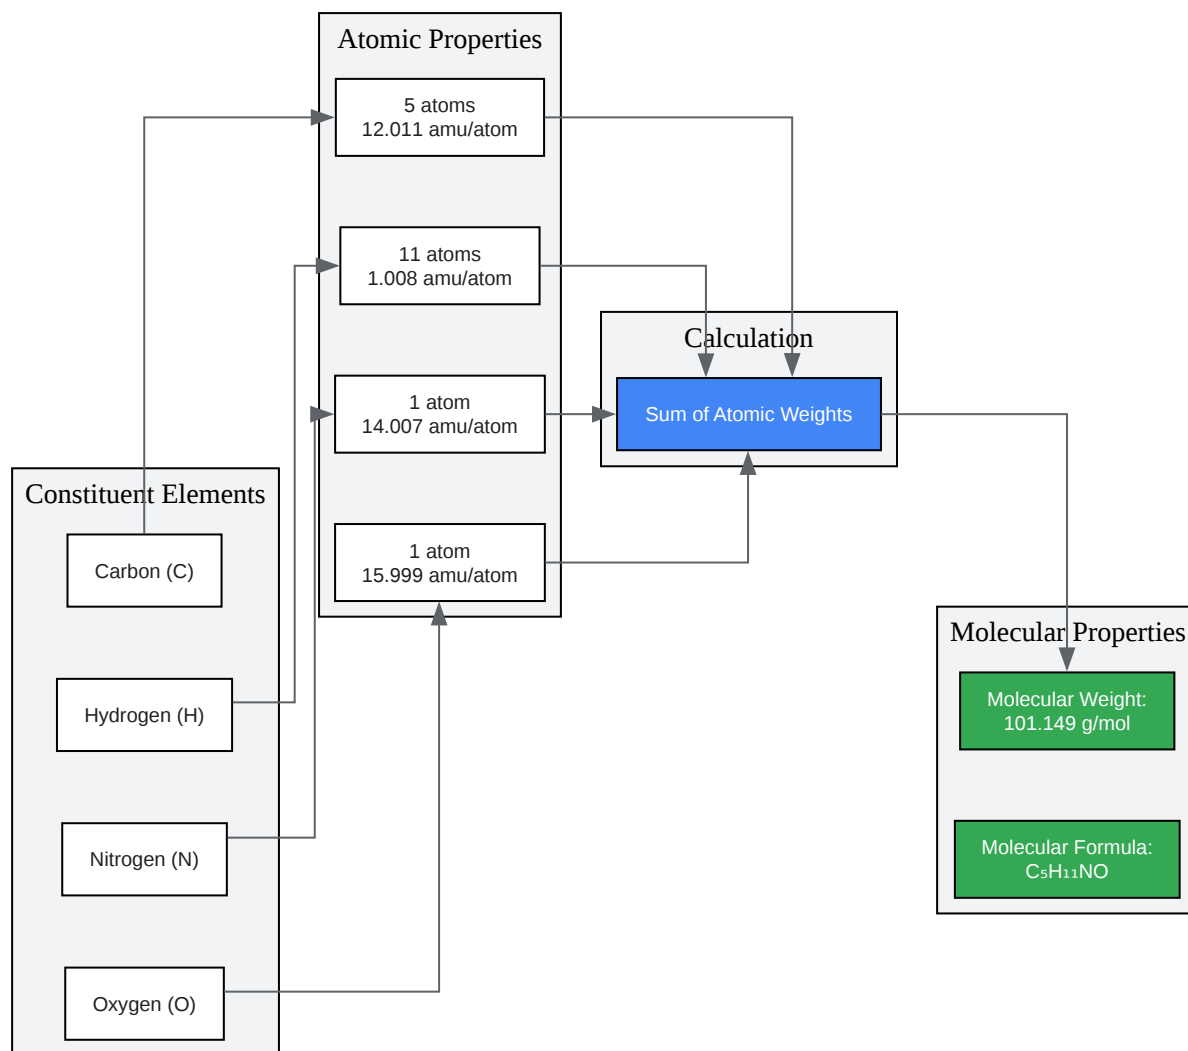 Atomic Properties
5 atoms
12.011 amu/atom
11 atoms
1.008 amu/atom
1 atom
14.007 amu/atom
1 atom
15.999 amu/atom
Calculation
Sum of Atomic Weights
Constituent Elements
Carbon (C)
Hydrogen (H)
Nitrogen (N)
Oxygen (O)
Molecular Properties
Molecular Weight:
101.149 g/mol
Molecular Formula:
C₅H₁₁NO